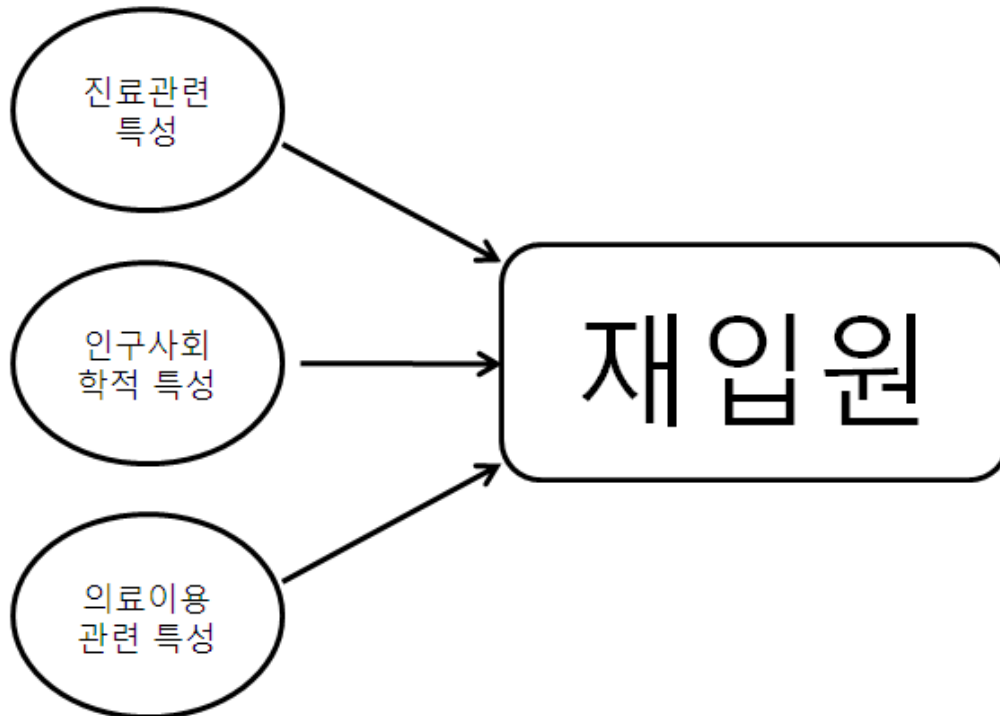 진료관련
특성
인구사회
학적 특성
재입원
의료이용
관련 특성